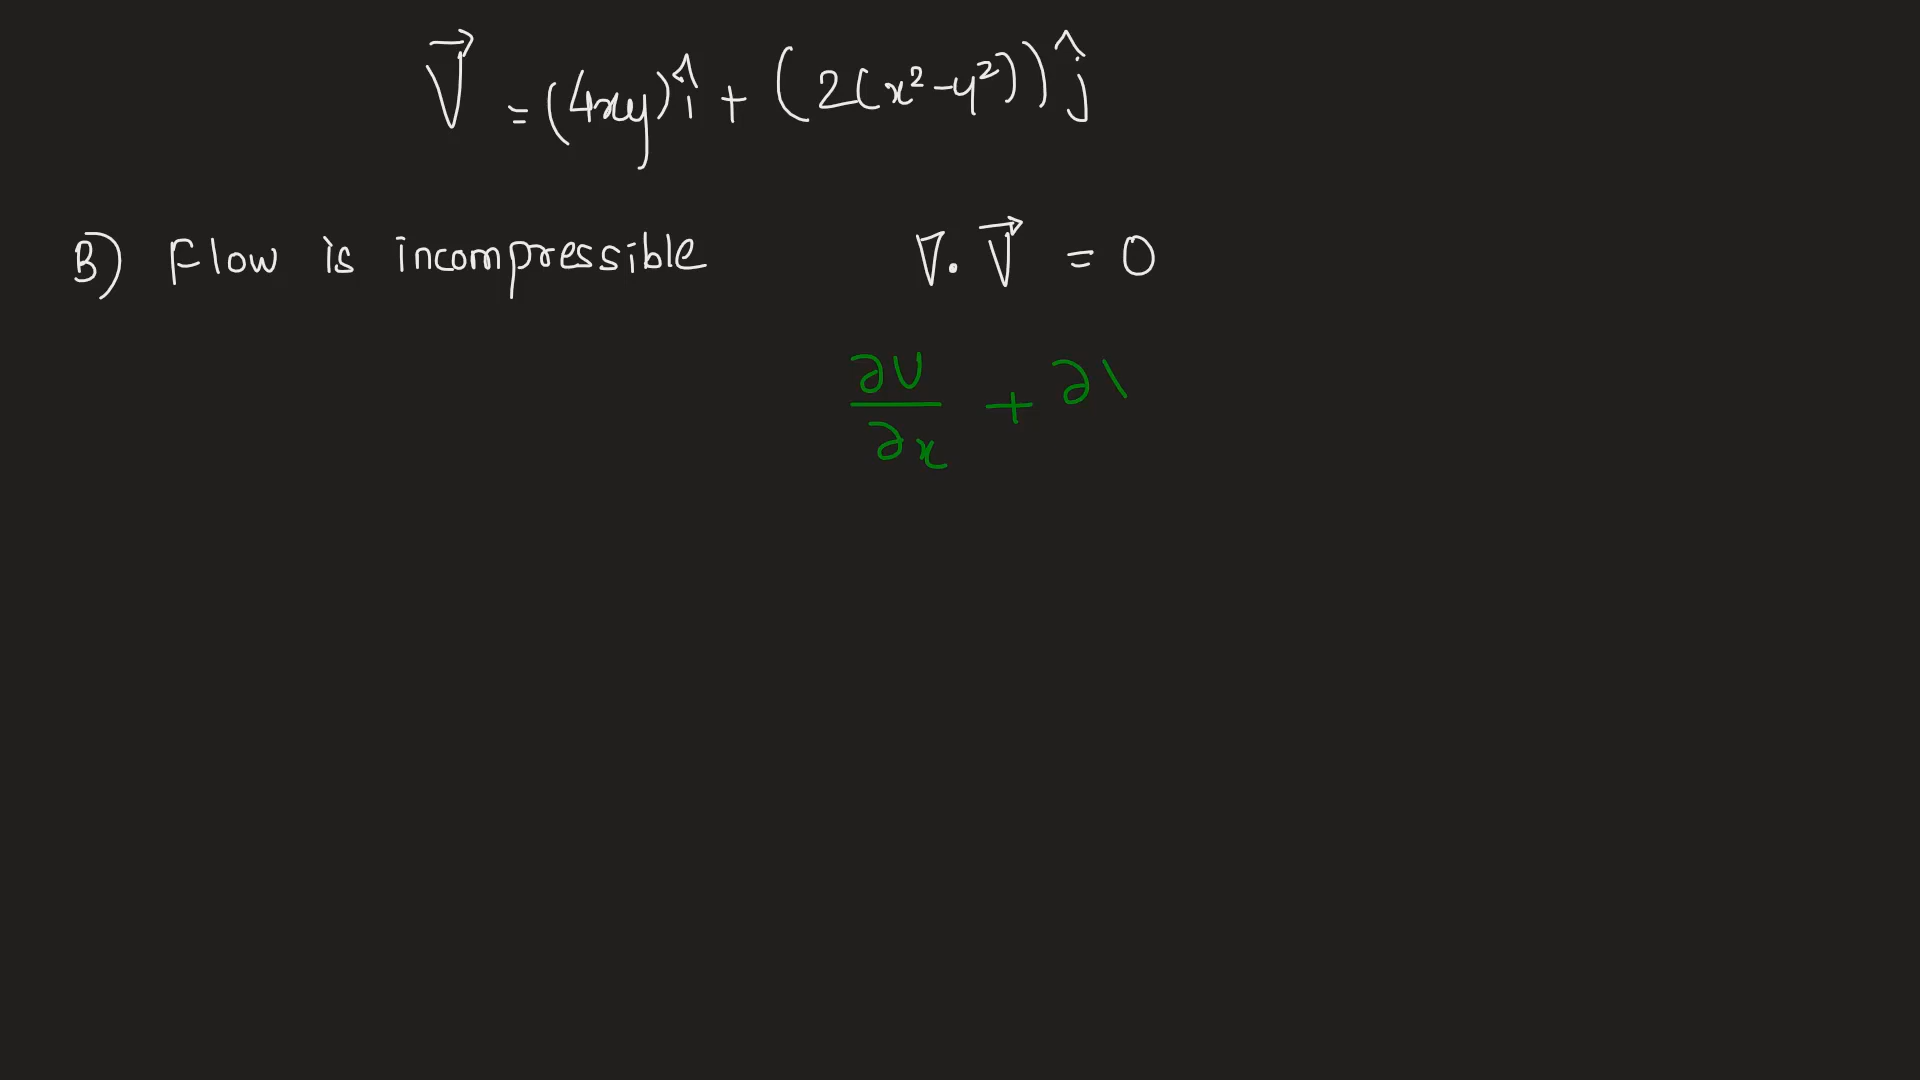 V⃗ = (4xy)î + (2(x²-y²))ĵ
B) Flow is incompressible ∇. V⃗ = 0
∂U/∂x + ∂\